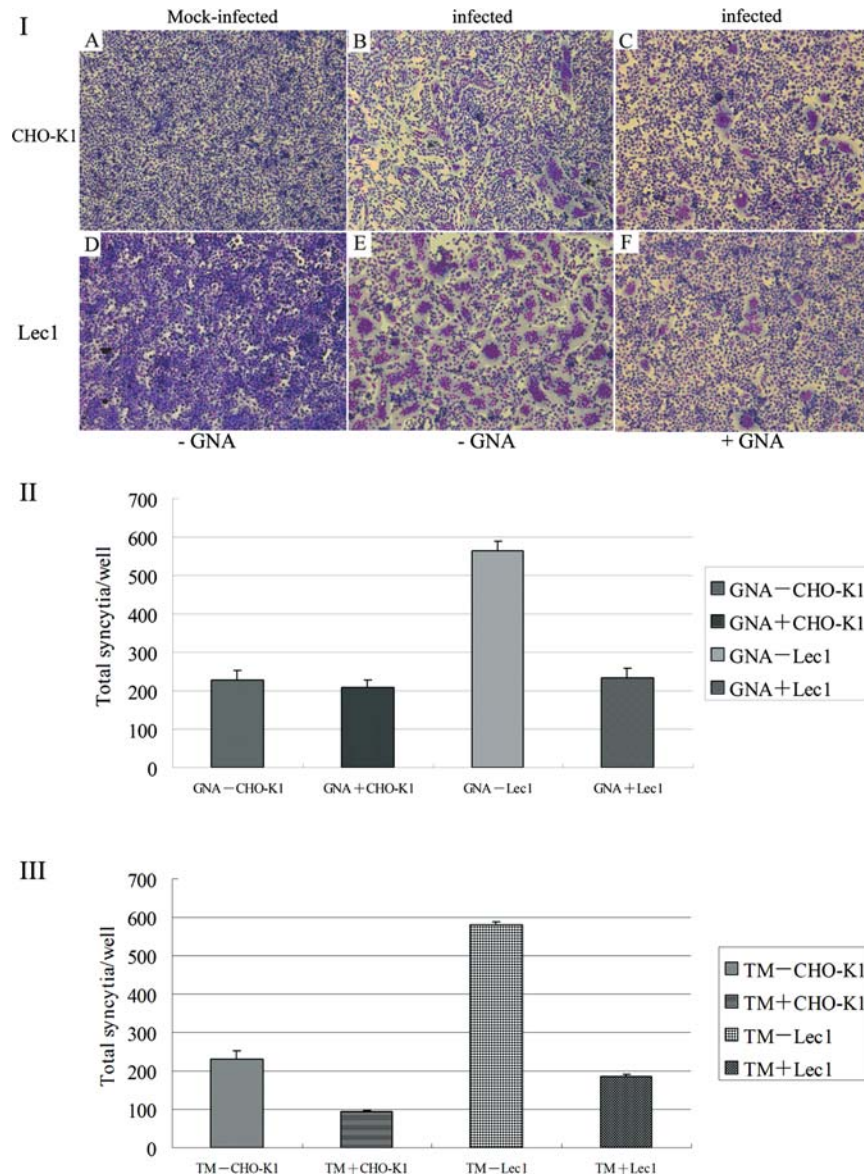 I
Mock-infected infected infected
A B C
CHO-K1
D E F
Lec1
- GNA - GNA + GNA
II
700
600
500
400
300
200
100
0
Total syncytia/well
GNA－CHO-K1 GNA＋CHO-K1 GNA－Lec1 GNA＋Lec1
GNA－CHO-K1
GNA＋CHO-K1
GNA－Lec1
GNA＋Lec1
III
700
600
500
400
300
200
100
0
Total syncytia/well
TM－CHO-K1 TM＋CHO-K1 TM－Lec1 TM＋Lec1
TM－CHO-K1
TM＋CHO-K1
TM－Lec1
TM＋Lec1